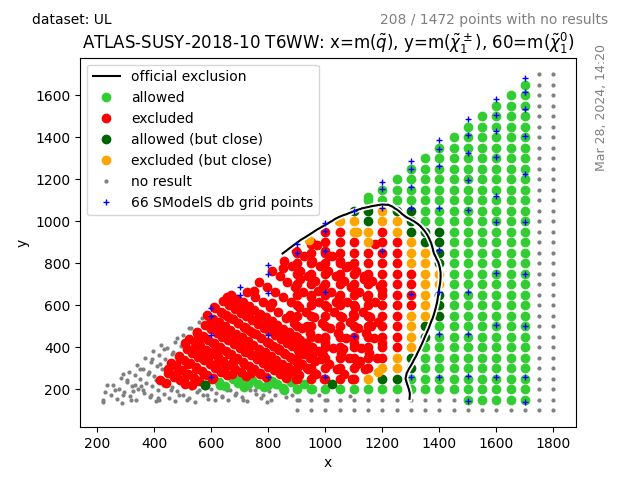 dataset: UL
208 / 1472 points with no results
ATLAS-SUSY-2018-10 T6WW: x=m(q̃), y=m(χ̃₁±), 60=m(χ̃₁⁰)
official exclusion
allowed
excluded
allowed (but close)
excluded (but close)
no result
66 SModelS db grid points
Mar 28, 2024, 14:20
y
1600
1400
1200
1000
800
600
400
200
200 400 600 800 1000 1200 1400 1600 1800
x